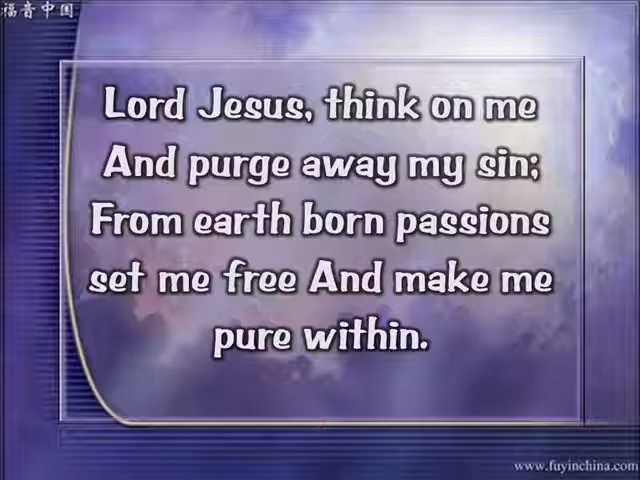 福音中国
Lord Jesus, think on me
And purge away my sin;
From earth born passions
set me free And make me
pure within.
www.fuyinchina.com